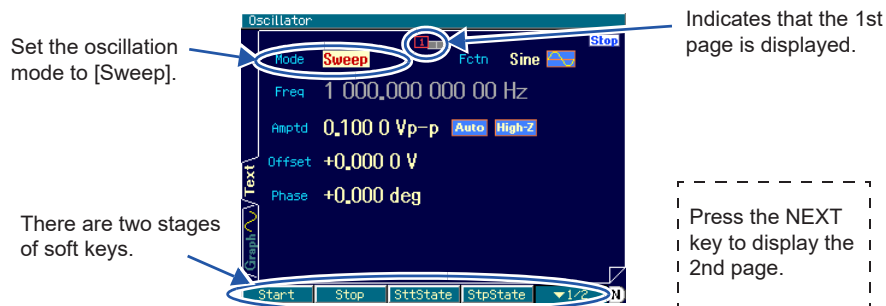 Oscillator
Indicates that the 1st
page is displayed.
Set the oscillation
mode to [Sweep].
1
Stop
Mode Sweep Fctn Sine
Freq 1 000.000 000 00 Hz
Amptd 0.100 0 Vp-p Auto High-Z
Offset +0.000 0 V
Phase +0.000 deg
Text
Graph
There are two stages
of soft keys.
Press the NEXT
key to display the
2nd page.
Start Stop SttState StpState ▼1/2 N